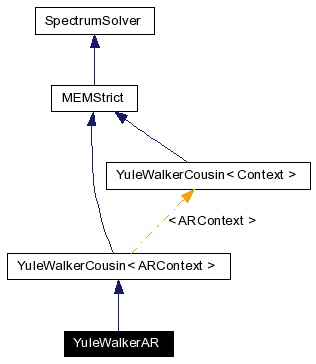 SpectrumSolver
MEMStrict
YuleWalkerCousin< Context >
< ARContext >
YuleWalkerCousin< ARContext >
YuleWalkerAR